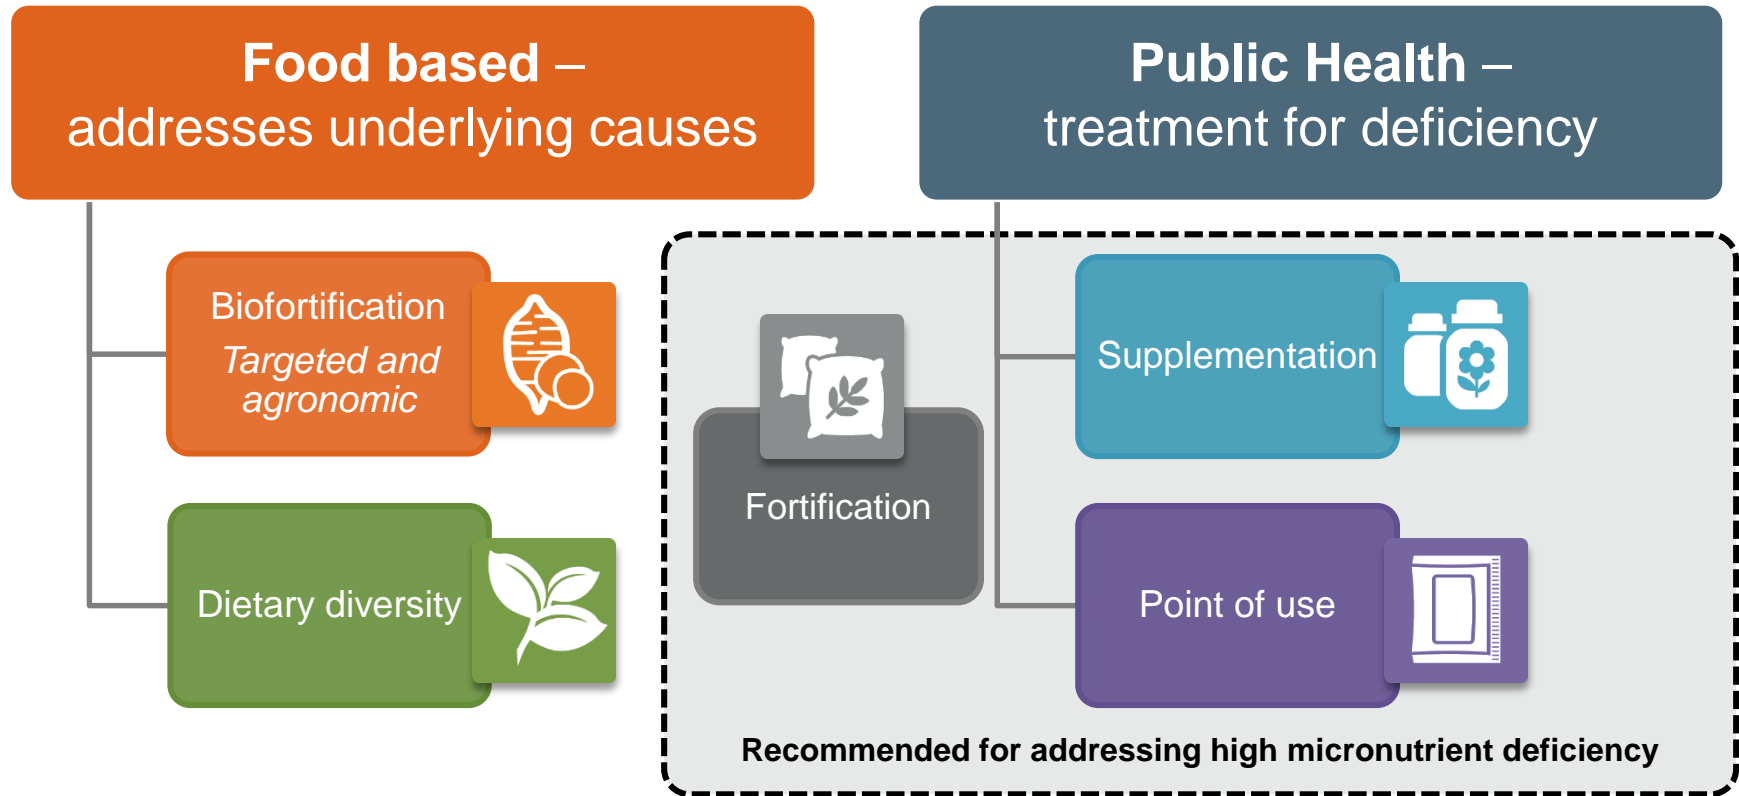 Food based –
addresses underlying causes
Public Health –
treatment for deficiency
Biofortification
Targeted and
agronomic
Dietary diversity
Fortification
Supplementation
Point of use
Recommended for addressing high micronutrient deficiency